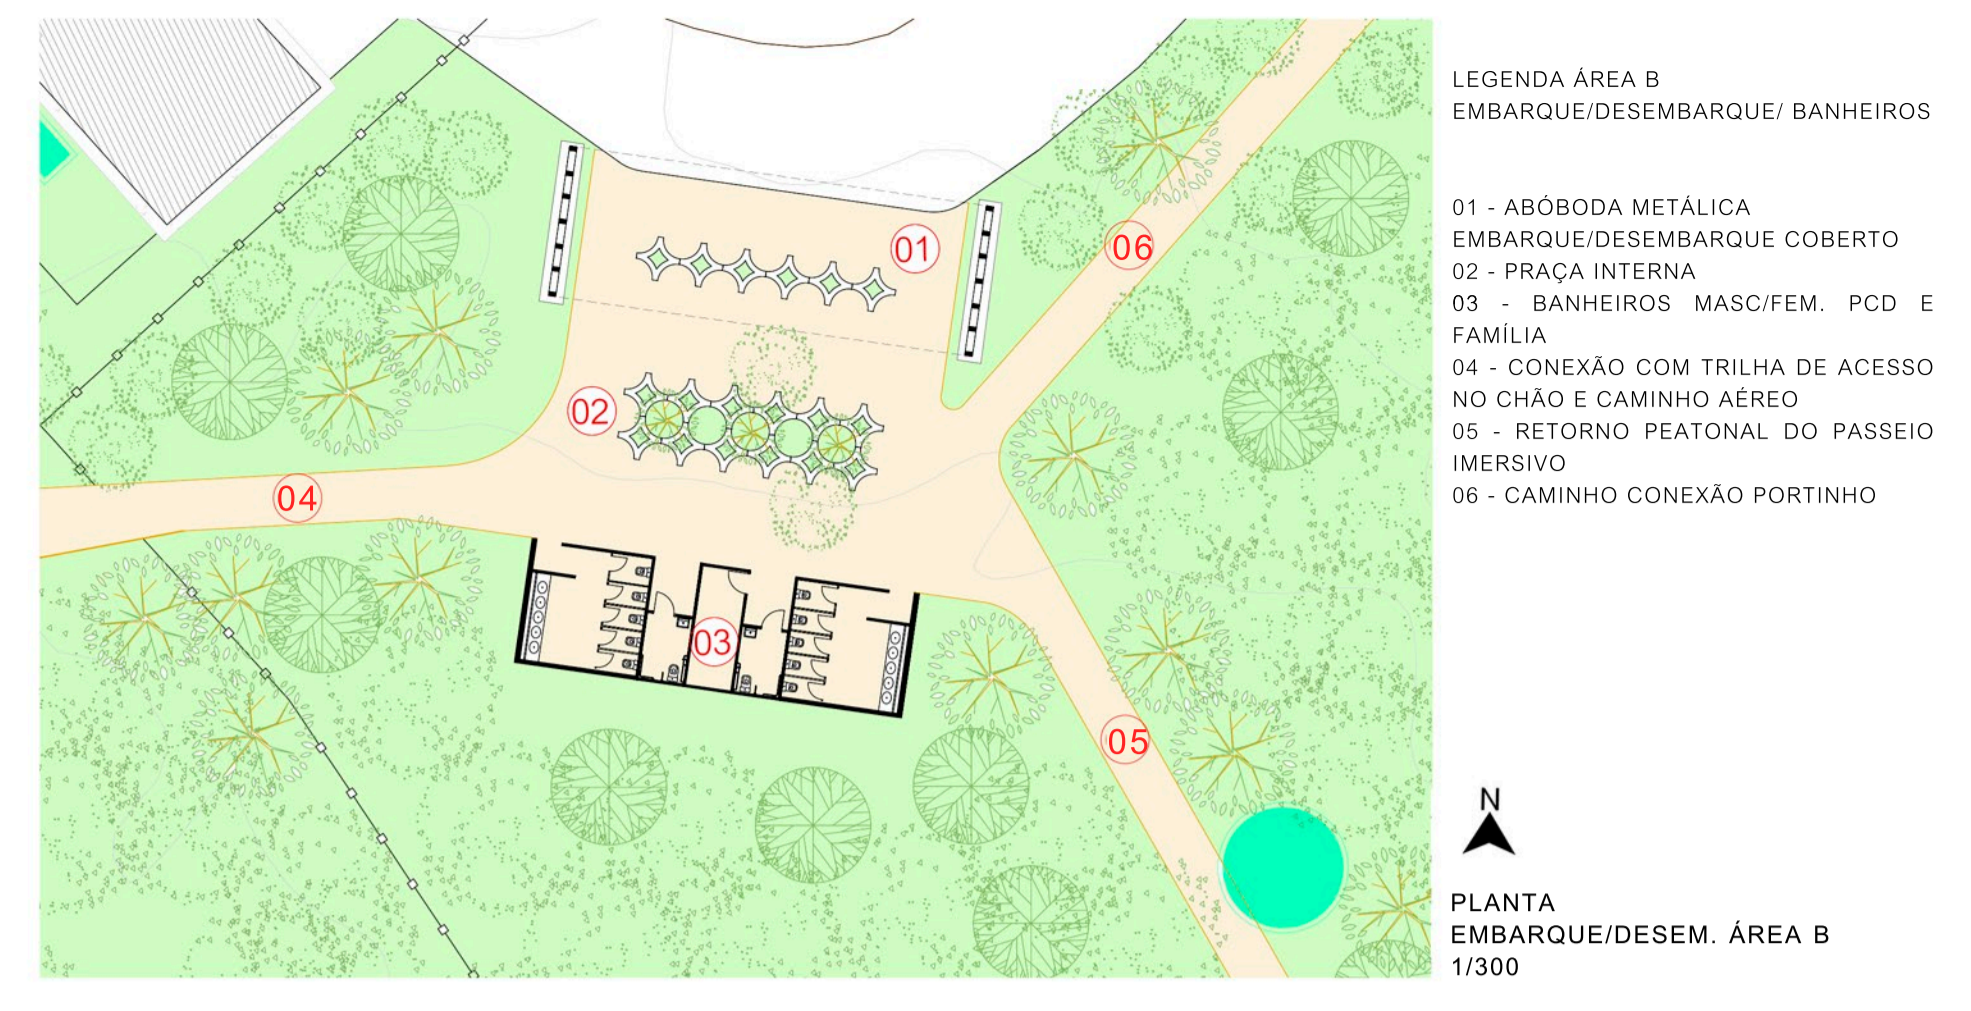 LEGENDA ÁREA B
EMBARQUE/DESEMBARQUE/ BANHEIROS
01 - ABÓBODA METÁLICA
EMBARQUE/DESEMBARQUE COBERTO
02 - PRAÇA INTERNA
03 - BANHEIROS MASC/FEM. PCD E
FAMÍLIA
04 - CONEXÃO COM TRILHA DE ACESSO
NO CHÃO E CAMINHO AÉREO
05 - RETORNO PEATONAL DO PASSEIO
IMERSIVO
06 - CAMINHO CONEXÃO PORTINHO
01
06
02
04
03
05
N
PLANTA
EMBARQUE/DESEM. ÁREA B
1/300